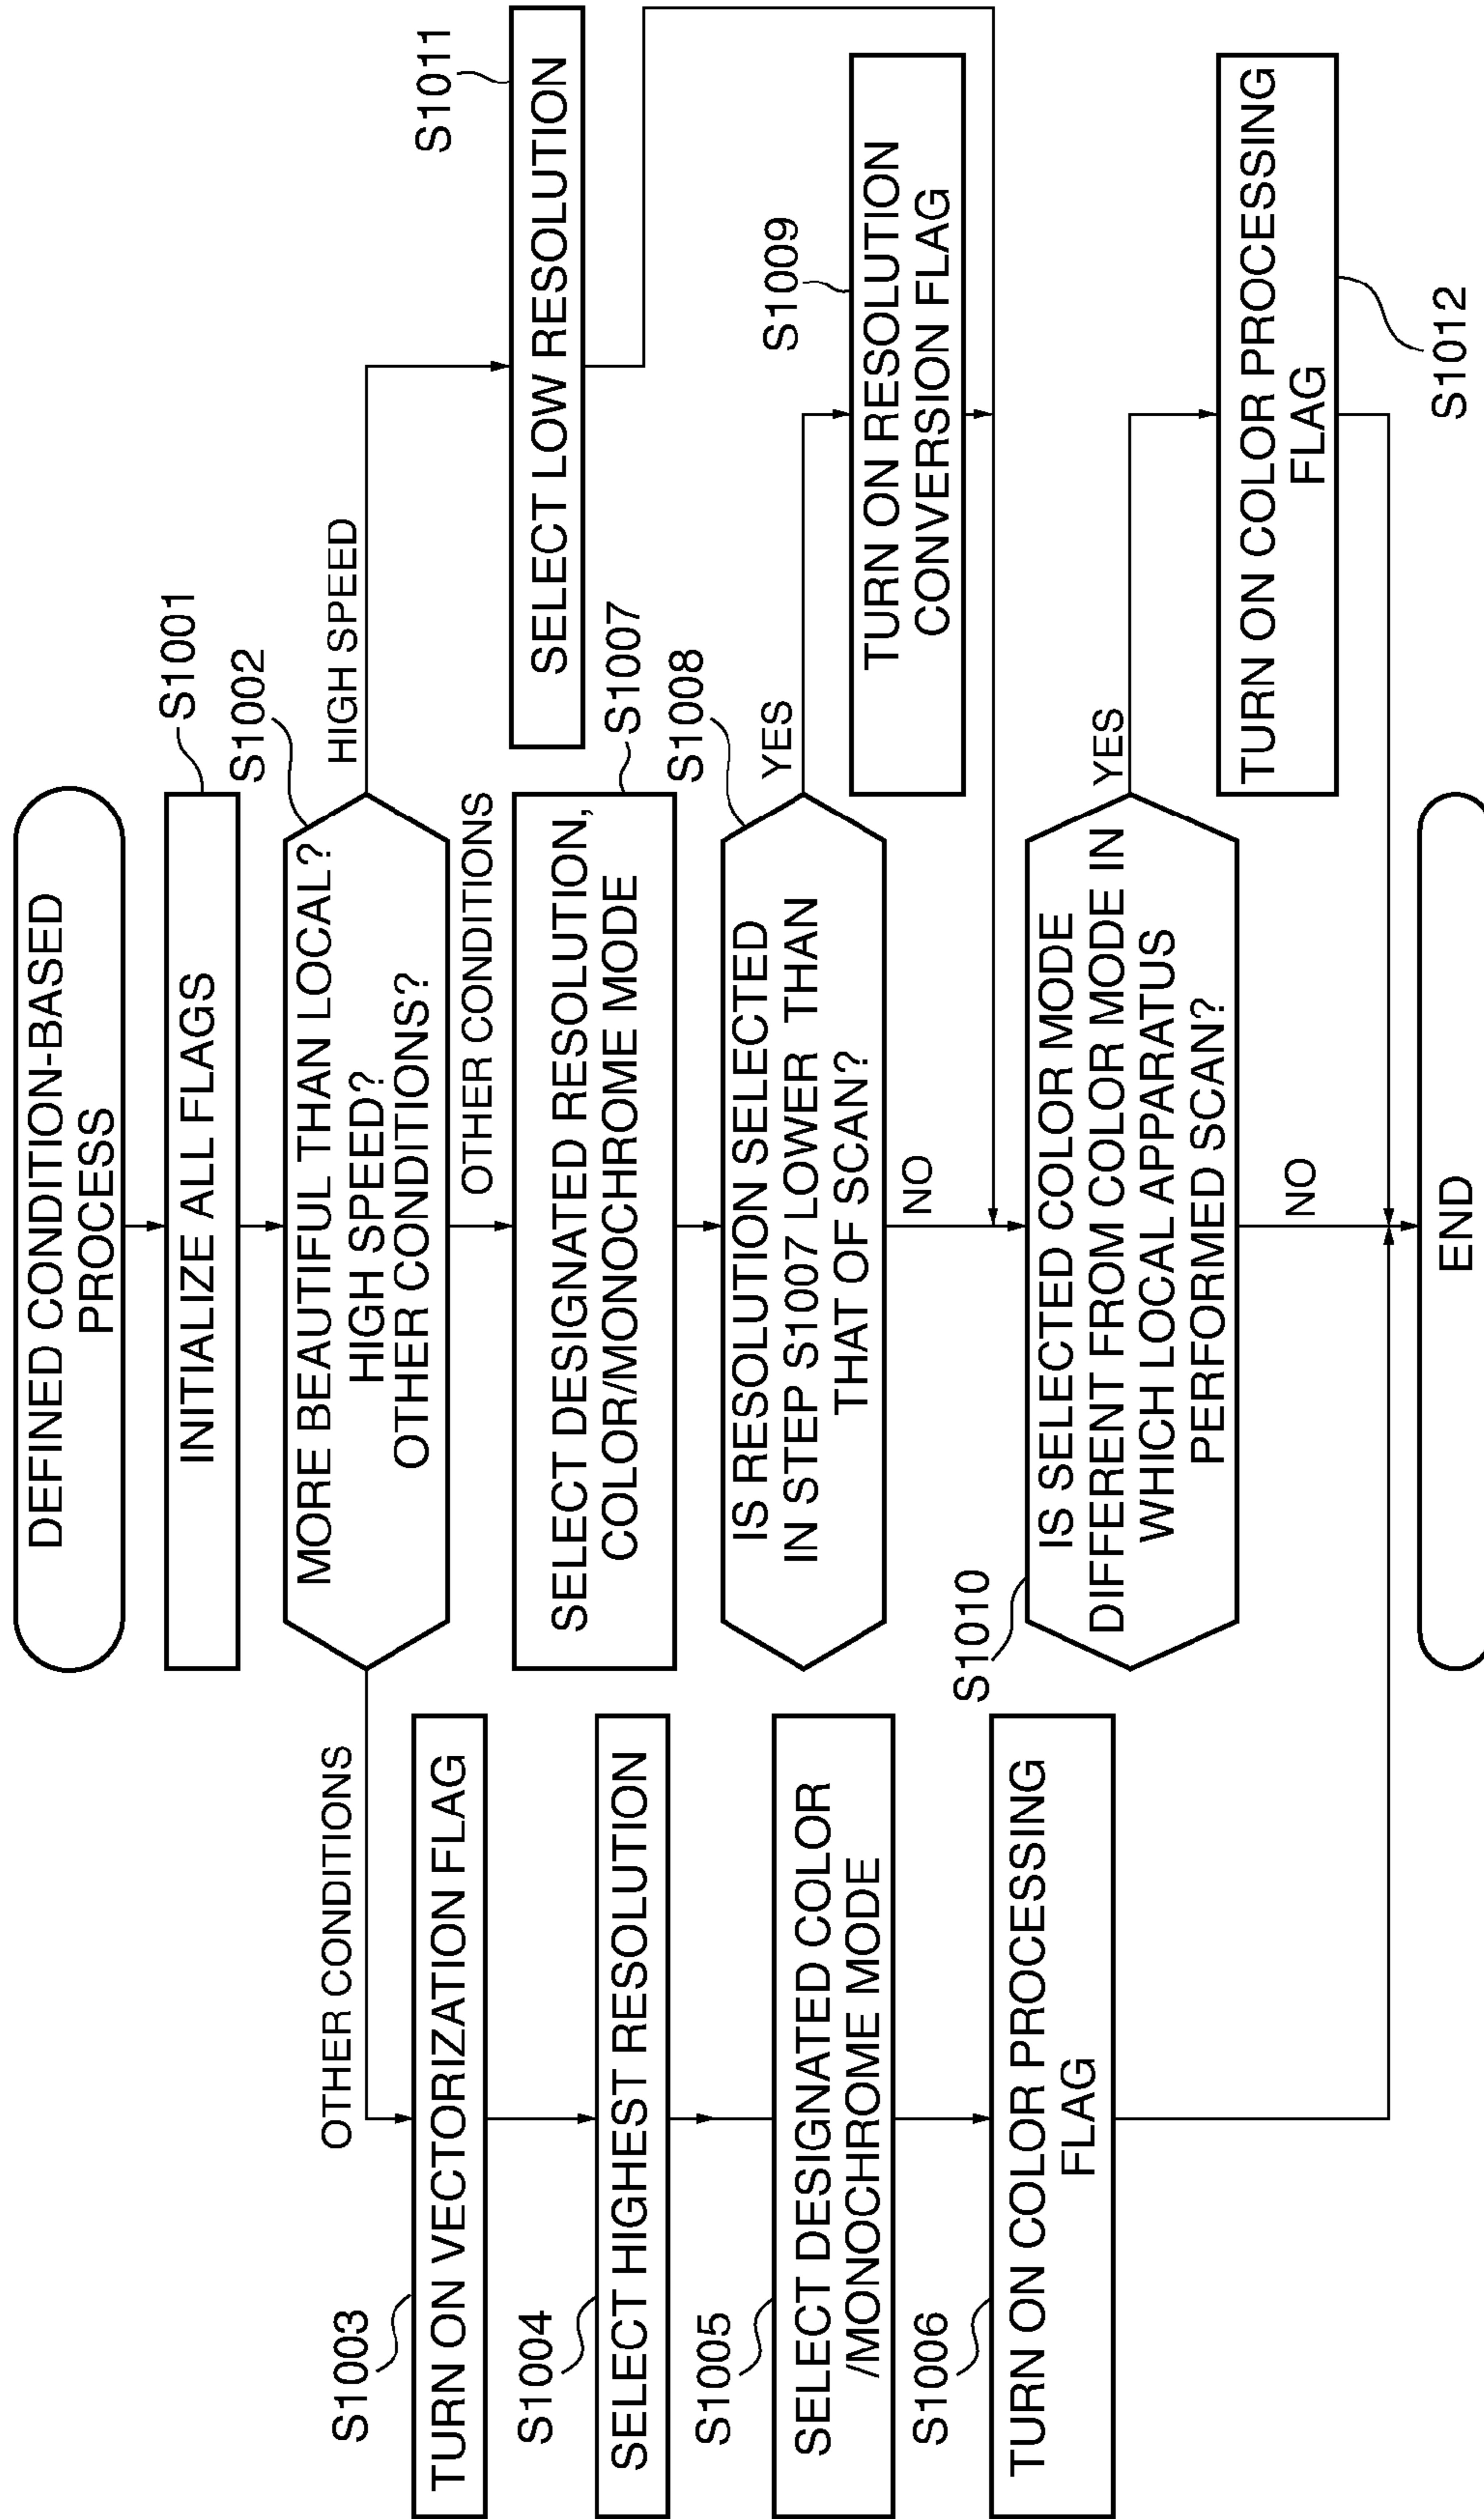 DEFINED CONDITION-BASED
PROCESS
S1001
INITIALIZE ALL FLAGS
S1002
MORE BEAUTIFUL THAN LOCAL?
HIGH SPEED?
OTHER CONDITIONS?
OTHER CONDITIONS
HIGH SPEED
OTHER CONDITIONS
S1003
TURN ON VECTORIZATION FLAG
S1004
SELECT HIGHEST RESOLUTION
S1005
SELECT DESIGNATED COLOR
/MONOCHROME MODE
S1006
TURN ON COLOR PROCESSING
FLAG
S1007
SELECT DESIGNATED RESOLUTION,
COLOR/MONOCHROME MODE
S1008
IS RESOLUTION SELECTED
IN STEP S1007 LOWER THAN
THAT OF SCAN?
YES
NO
S1011
SELECT LOW RESOLUTION
S1009
TURN ON RESOLUTION
CONVERSION FLAG
S1010
IS SELECTED COLOR MODE
DIFFERENT FROM COLOR MODE IN
WHICH LOCAL APPARATUS
PERFORMED SCAN?
YES
NO
TURN ON COLOR PROCESSING
FLAG
S1012
END